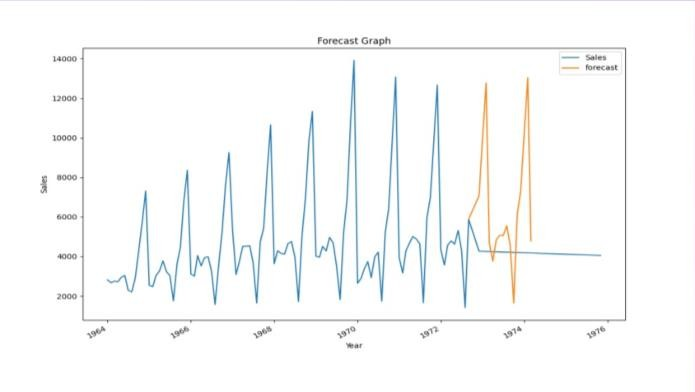 Forecast Graph
Sales
forecast
14000
12000
10000
8000
6000
4000
2000
Sales
1964
1966
1968
1970
1972
1974
1976
Year